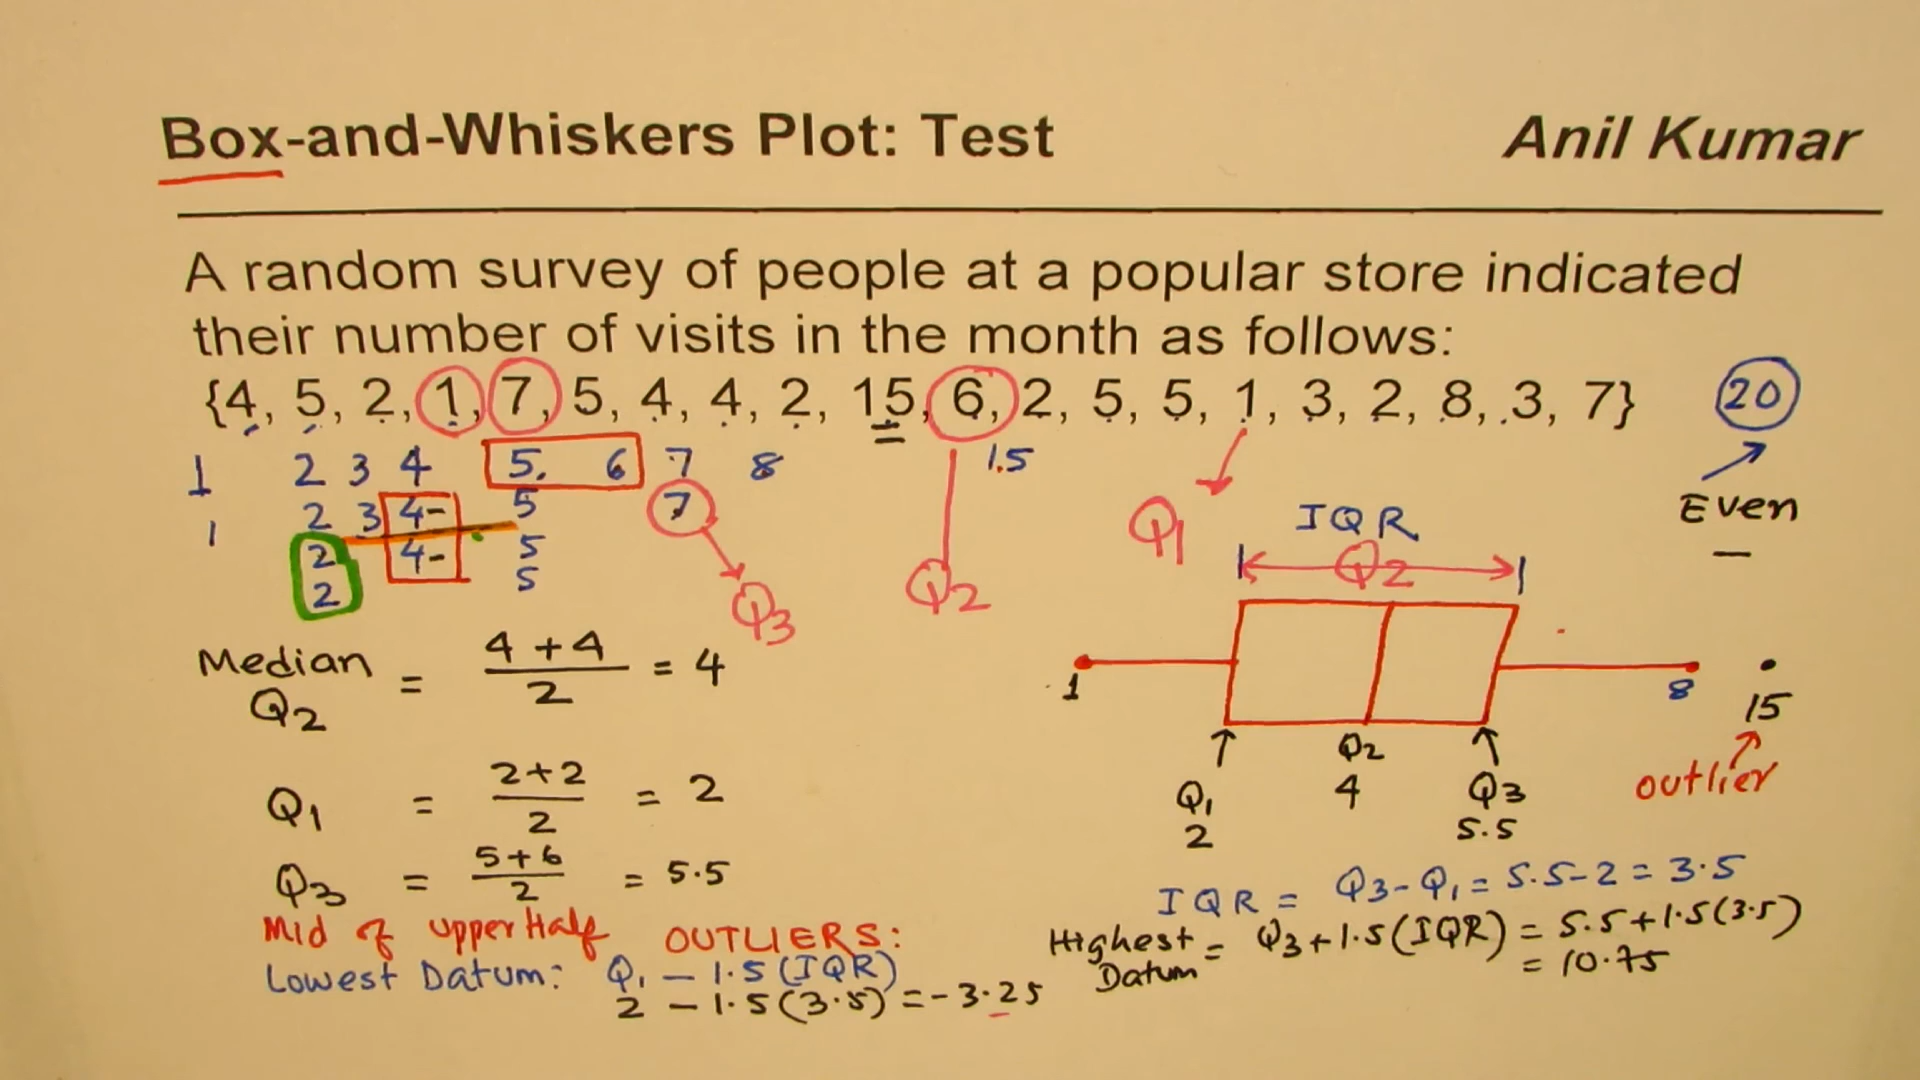 Box-and-Whiskers Plot: Test
Anil Kumar
A random survey of people at a popular store indicated
their number of visits in the month as follows:
{4, 5, 2, 1, 7, 5, 4, 4, 2, 15, 6, 2, 5, 5, 1, 3, 2, 8, 3, 7}
20
Even
1 2 3 4 5. 6 7 8 1.5
1 2 3 4- 5 7
2 4- 5
2 5
Q3
Q2
Q1
IQR
Q2
Median Q2 = 4+4/2 = 4
Q1 = 2+2/2 = 2
Q3 = 5+6/2 = 5.5
Mid of upper Half
1
8
15
outlier
Q1 2
Q2 4
Q3 5.5
IQR = Q3-Q1 = 5.5-2 = 3.5
OUTLIERS:
Lowest Datum: Q1 - 1.5 (IQR)
2 - 1.5 (3.5) = -3.25
Highest Datum = Q3+1.5(IQR) = 5.5+1.5(3.5)
= 10.75